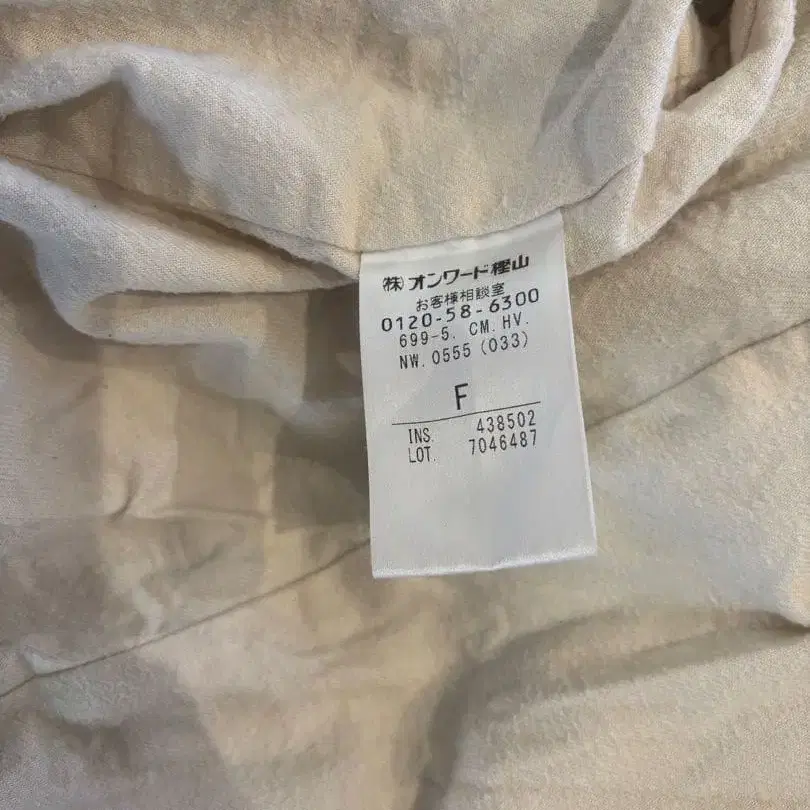 ㈱オンワード樫山
お客様相談室
0120-58-6300
699-5. CM. HV.
NW. 0555 (033)
F
INS. 438502
LOT. 7046487